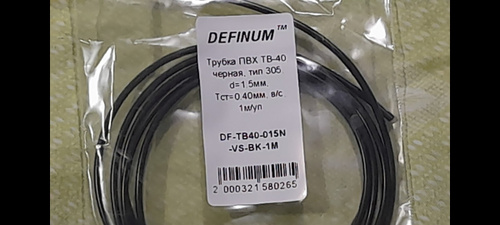 DEFINUM™
Трубка ПВХ ТВ-40
черная, тип 305
d=1.5мм,
Тст=0.40мм, в/с
1м/уп
DF-TB40-015N
-VS-BK-1M
2 000321 580265